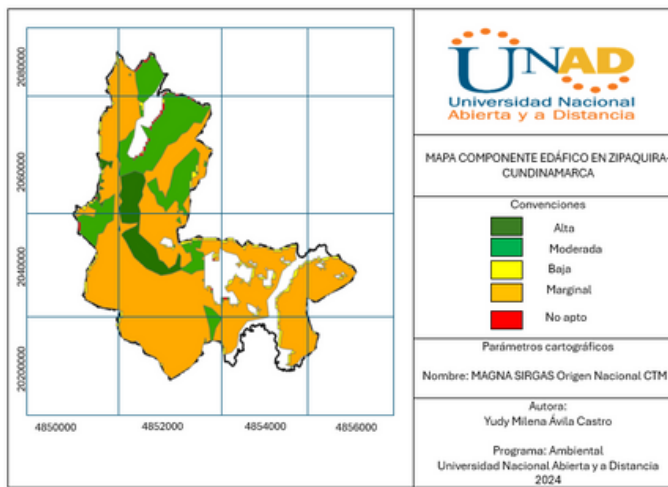 UNAD
Universidad Nacional
Abierta y a Distancia
MAPA COMPONENTE EDÁFICO EN ZIPAQUIRA-
CUNDINAMARCA
Convenciones
Alta
Moderada
Baja
Marginal
No apto
Parámetros cartográficos
Nombre: MAGNA SIRGAS Origen Nacional CTM
Autora:
Yudy Milena Ávila Castro
Programa: Ambiental
Universidad Nacional Abierta y a Distancia
2024
2080000
2060000
2040000
2020000
4850000
4852000
4854000
4856000